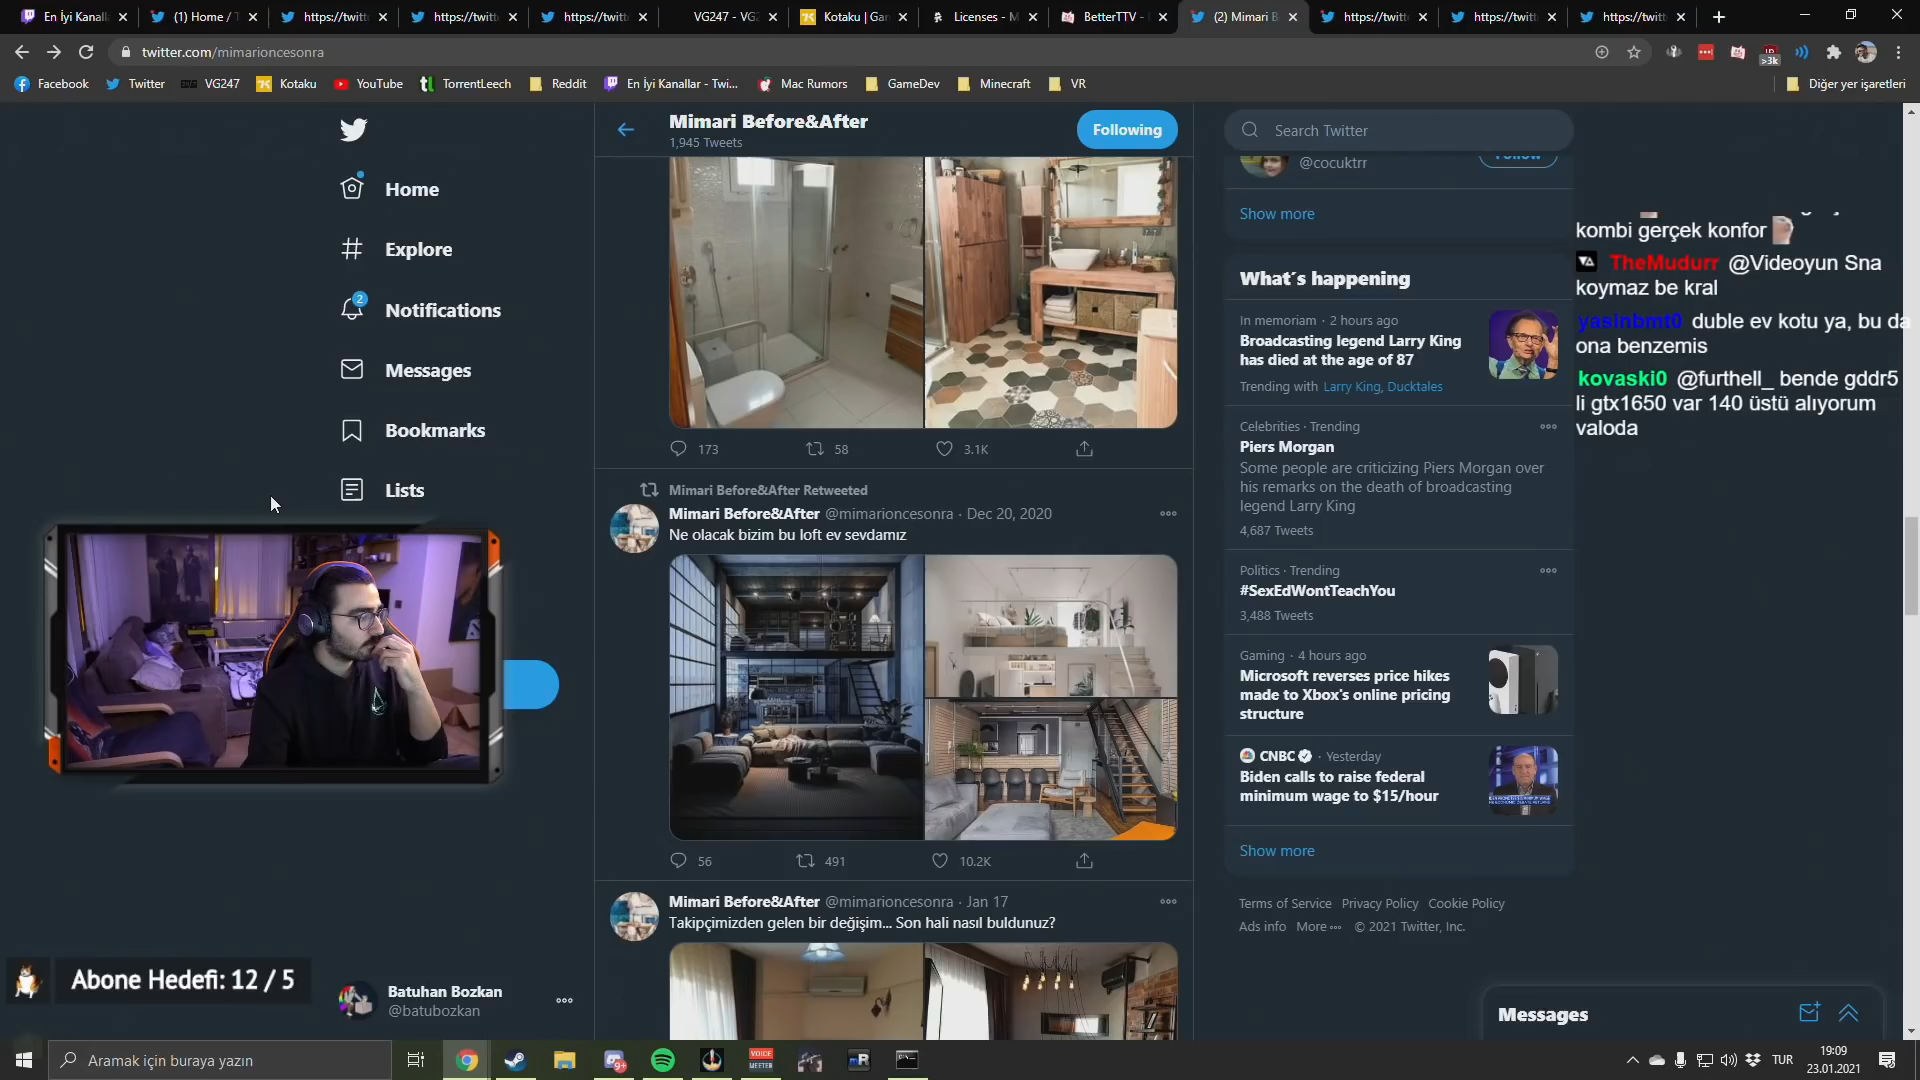 En İyi Kanall
(1) Home / T
https://twitt
https://twitt
https://twitt
VG247 - VG
Kotaku | Gan
Licenses - M
BetterTTV -
(2) Mimari B
https://twitt
https://twitt
https://twitt
twitter.com/mimarioncesonra
>3k
Facebook
Twitter
VG247
Kotaku
YouTube
TorrentLeech
Reddit
En İyi Kanallar - Twi...
Mac Rumors
GameDev
Minecraft
VR
Diğer yer işaretleri
Home
Explore
2
Notifications
Messages
Bookmarks
Lists
Abone Hedefi: 12 / 5
Batuhan Bozkan
@batubozkan
Mimari Before&After
1,945 Tweets
Following
173
58
3.1K
Mimari Before&After Retweeted
Mimari Before&After @mimarioncesonra · Dec 20, 2020
Ne olacak bizim bu loft ev sevdamız
56
491
10.2K
Mimari Before&After @mimarioncesonra · Jan 17
Takipçimizden gelen bir değişim... Son hali nasıl buldunuz?
Search Twitter
@cocuktrr
Follow
Show more
What's happening
In memoriam · 2 hours ago
Broadcasting legend Larry King
has died at the age of 87
Trending with Larry King, Ducktales
Celebrities · Trending
Piers Morgan
Some people are criticizing Piers Morgan over
his remarks on the death of broadcasting
legend Larry King
4,687 Tweets
Politics · Trending
#SexEdWontTeachYou
3,488 Tweets
Gaming · 4 hours ago
Microsoft reverses price hikes
made to Xbox's online pricing
structure
CNBC · Yesterday
Biden calls to raise federal
minimum wage to $15/hour
Show more
Terms of Service Privacy Policy Cookie Policy
Ads info More © 2021 Twitter, Inc.
kombi gerçek konfor
TheMudurr @Videoyun Sna
koymaz be kral
yasinbmt0 duble ev kotu ya, bu da
ona benzemis
kovaski0 @furthell_ bende gddr5
li gtx1650 var 140 üstü alıyorum
valoda
Messages
Aramak için buraya yazın
9+
VOICE
MEETER
mR
TUR
19:09
23.01.2021